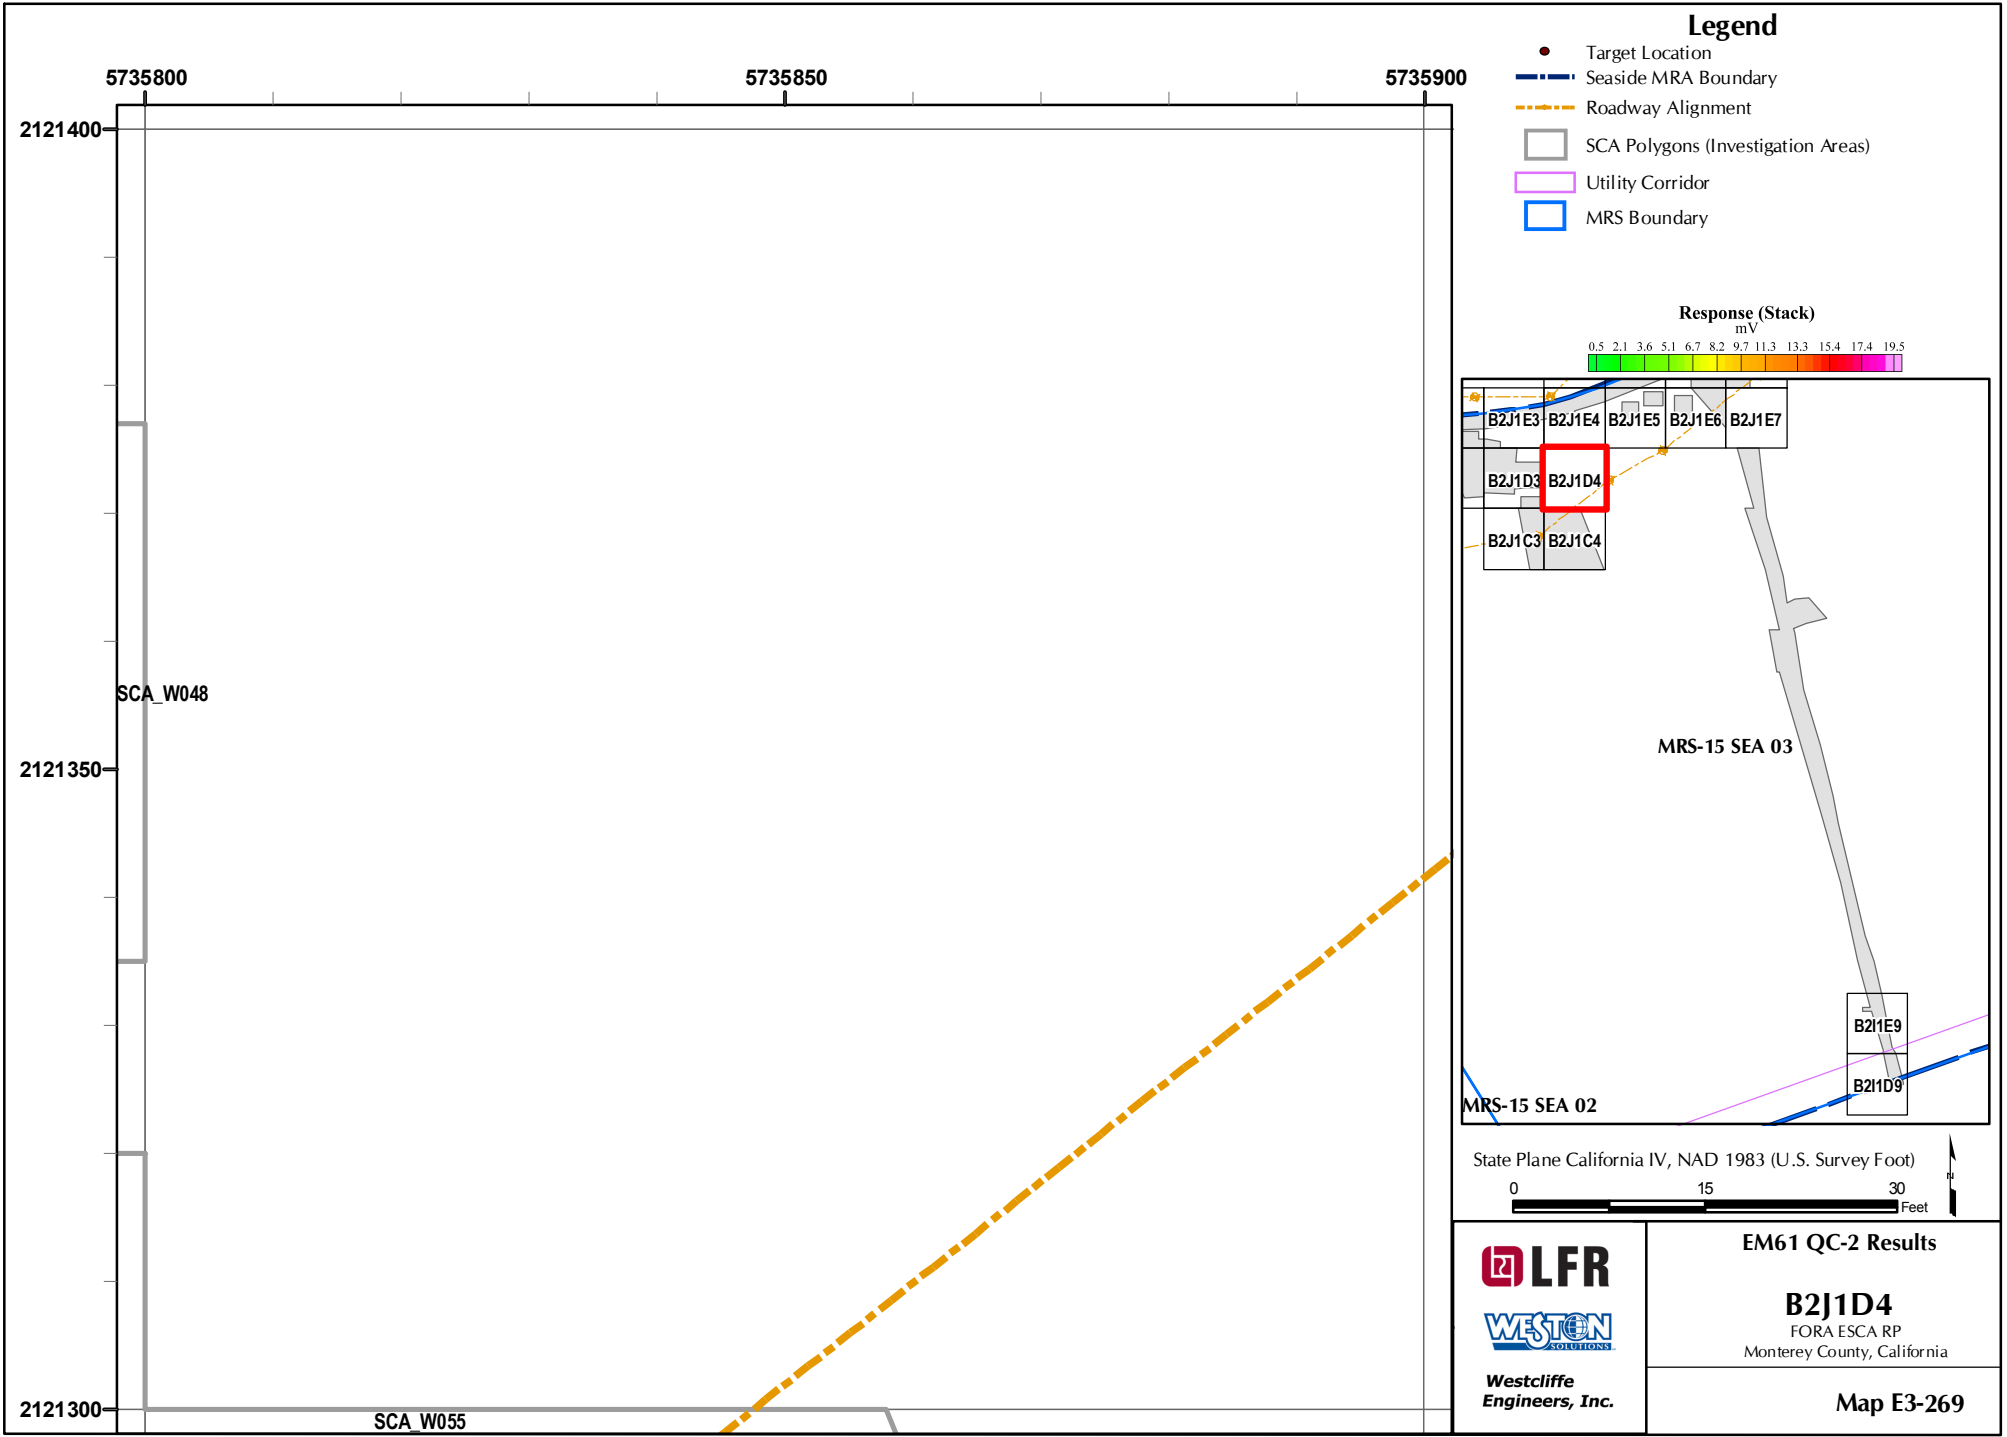 5735800
5735850
5735900
2121400
2121350
2121300
SCA_W048
SCA_W055
Legend
Target Location
Seaside MRA Boundary
Roadway Alignment
SCA Polygons (Investigation Areas)
Utility Corridor
MRS Boundary
Response (Stack)
mV
0.5 2.1 3.6 5.1 6.7 8.2 9.7 11.3 13.3 15.4 17.4 19.5
B2J1E3 B2J1E4 B2J1E5 B2J1E6 B2J1E7
B2J1D3 B2J1D4
B2J1C3 B2J1C4
MRS-15 SEA 03
B2I1E9
B2I1D9
MRS-15 SEA 02
State Plane California IV, NAD 1983 (U.S. Survey Foot)
0 15 30
Feet
N
LFR
WESTON
SOLUTIONS
Westcliffe
Engineers, Inc.
EM61 QC-2 Results
B2J1D4
FORA ESCA RP
Monterey County, California
Map E3-269